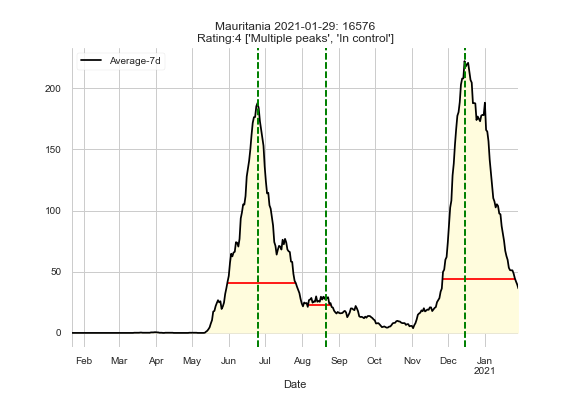 Mauritania 2021-01-29: 16576
Rating:4 ['Multiple peaks', 'In control']
Average-7d
200
150
100
50
0
Feb Mar Apr May Jun Jul Aug Sep Oct Nov Dec Jan
2021
Date